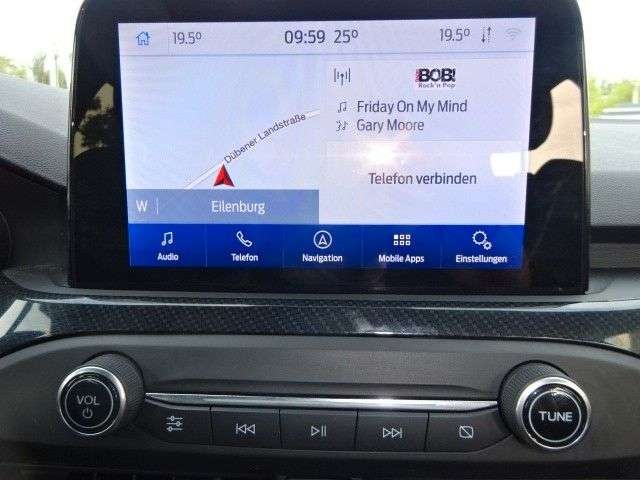 19.5° 09:59 25° 19.5°
RADIO BOB!
Rock'n Pop
Friday On My Mind
Gary Moore
Dübener Landstraße
Telefon verbinden
W Eilenburg
Audio Telefon Navigation Mobile Apps Einstellungen
VOL
TUNE